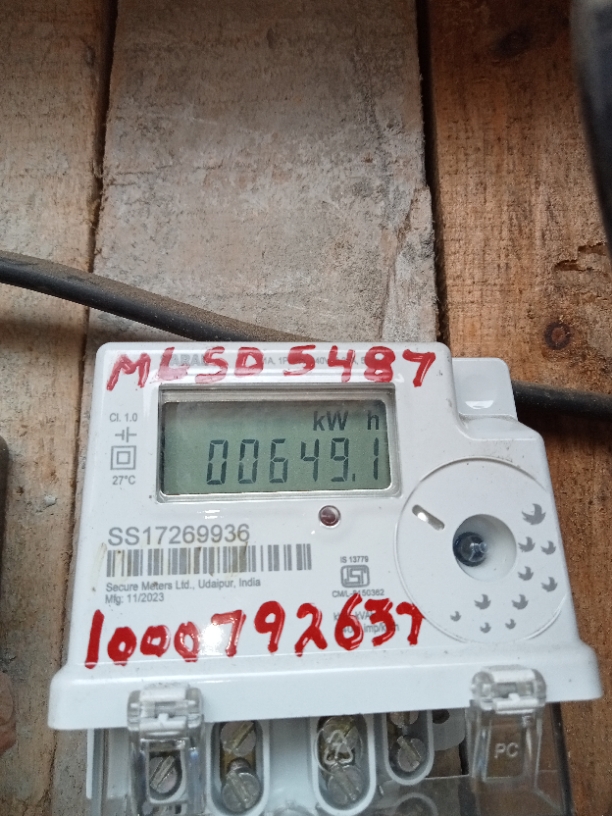 MLSD 5487
Cl. 1.0
27°C
kW h
00649.1
SS17269936
Secure Meters Ltd., Udaipur, India
Mfg: 11/2023
IS 13779
ISI
1000792637
PC